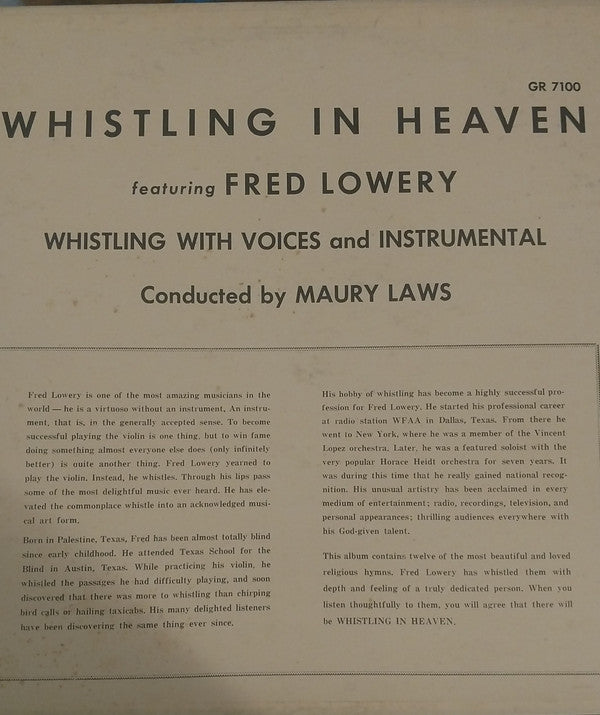 GR 7100
WHISTLING IN HEAVEN
featuring FRED LOWERY
WHISTLING WITH VOICES and INSTRUMENTAL
Conducted by MAURY LAWS
Fred Lowery is one of the most amazing musicians in the
world — he is a virtuoso without an instrument. An instru-
ment, that is, in the generally accepted sense. To become
successful playing the violin is one thing, but to win fame
doing something almost everyone else does (only infinitely
better) is quite another thing. Fred Lowery yearned to
play the violin. Instead, he whistles. Through his lips pass
some of the most delightful music ever heard. He has ele-
vated the commonplace whistle into an acknowledged musi-
cal art form.
Born in Palestine, Texas, Fred has been almost totally blind
since early childhood. He attended Texas School for the
Blind in Austin, Texas. While practicing his violin, he
whistled the passages he had difficulty playing, and soon
discovered that there was more to whistling than chirping
bird calls or hailing taxicabs. His many delighted listeners
have been discovering the same thing ever since.
His hobby of whistling has become a highly successful pro-
fession for Fred Lowery. He started his professional career
at radio station WFAA in Dallas, Texas. From there he
went to New York, where he was a member of the Vincent
Lopez orchestra. Later, he was a featured soloist with the
very popular Horace Heidt orchestra for seven years. It
was during this time that he really gained national recog-
nition. His unusual artistry has been acclaimed in every
medium of entertainment; radio, recordings, television, and
personal appearances; thrilling audiences everywhere with
his God-given talent.
This album contains twelve of the most beautiful and loved
religious hymns. Fred Lowery has whistled them with
depth and feeling of a truly dedicated person. When you
listen thoughtfully to them, you will agree that there will
be WHISTLING IN HEAVEN.